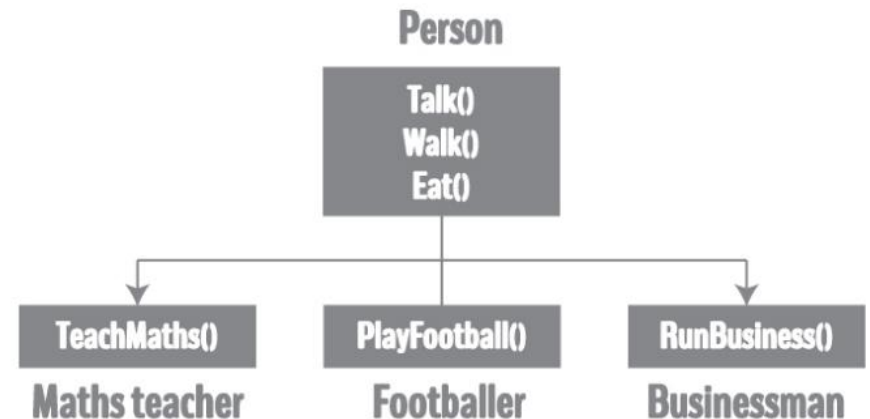 Person
Talk()
Walk()
Eat()
TeachMaths()
PlayFootball()
RunBusiness()
Maths teacher
Footballer
Businessman